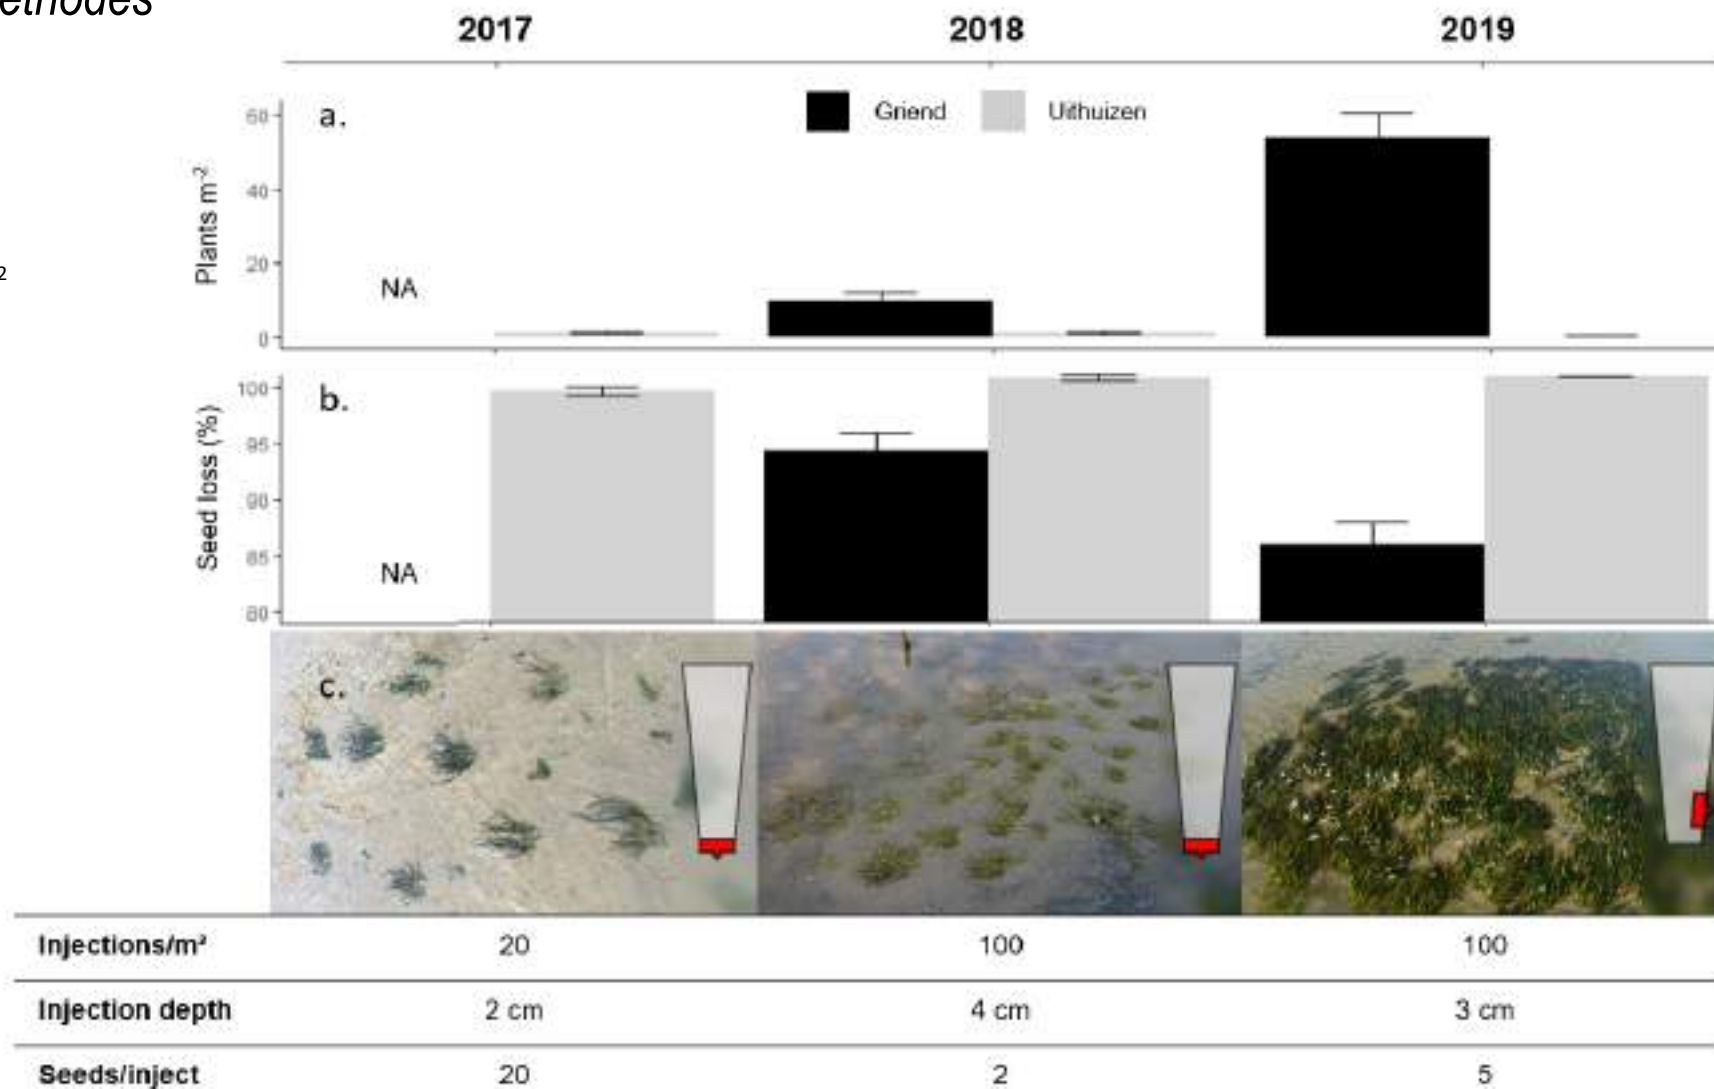 ethodes
2017 2018 2019
a.
Griend Uithuizen
60
40
20
0
Plants m⁻²
NA
2
b.
100
95
90
85
80
Seed loss (%)
NA
c.
Injections/m² 20 100 100
Injection depth 2 cm 4 cm 3 cm
Seeds/inject 20 2 5